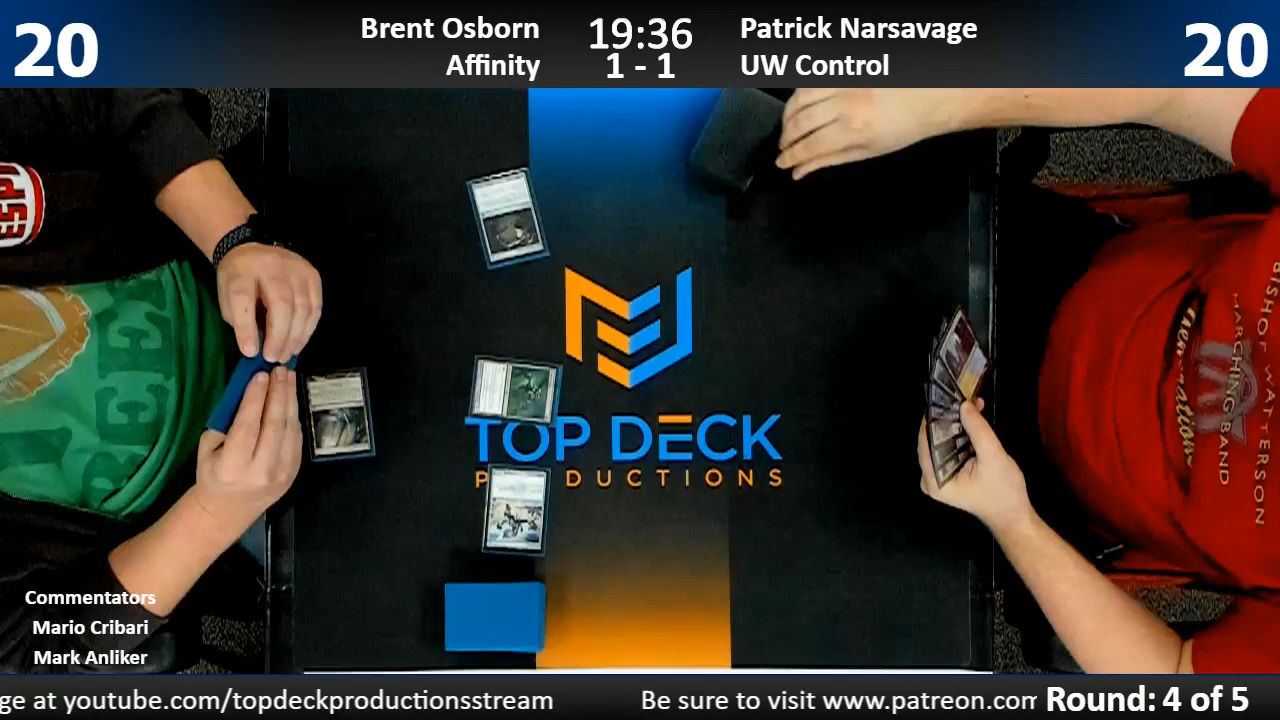 20
Brent Osborn
Affinity
19:36
1 - 1
Patrick Narsavage
UW Control
20
TOP DECK
PRODUCTIONS
BISHOP WATTERSON
MARCHING BAND
Commentators
Mario Cribari
Mark Anliker
ge at youtube.com/topdeckproductionsstream
Be sure to visit www.patreon.com
Round: 4 of 5